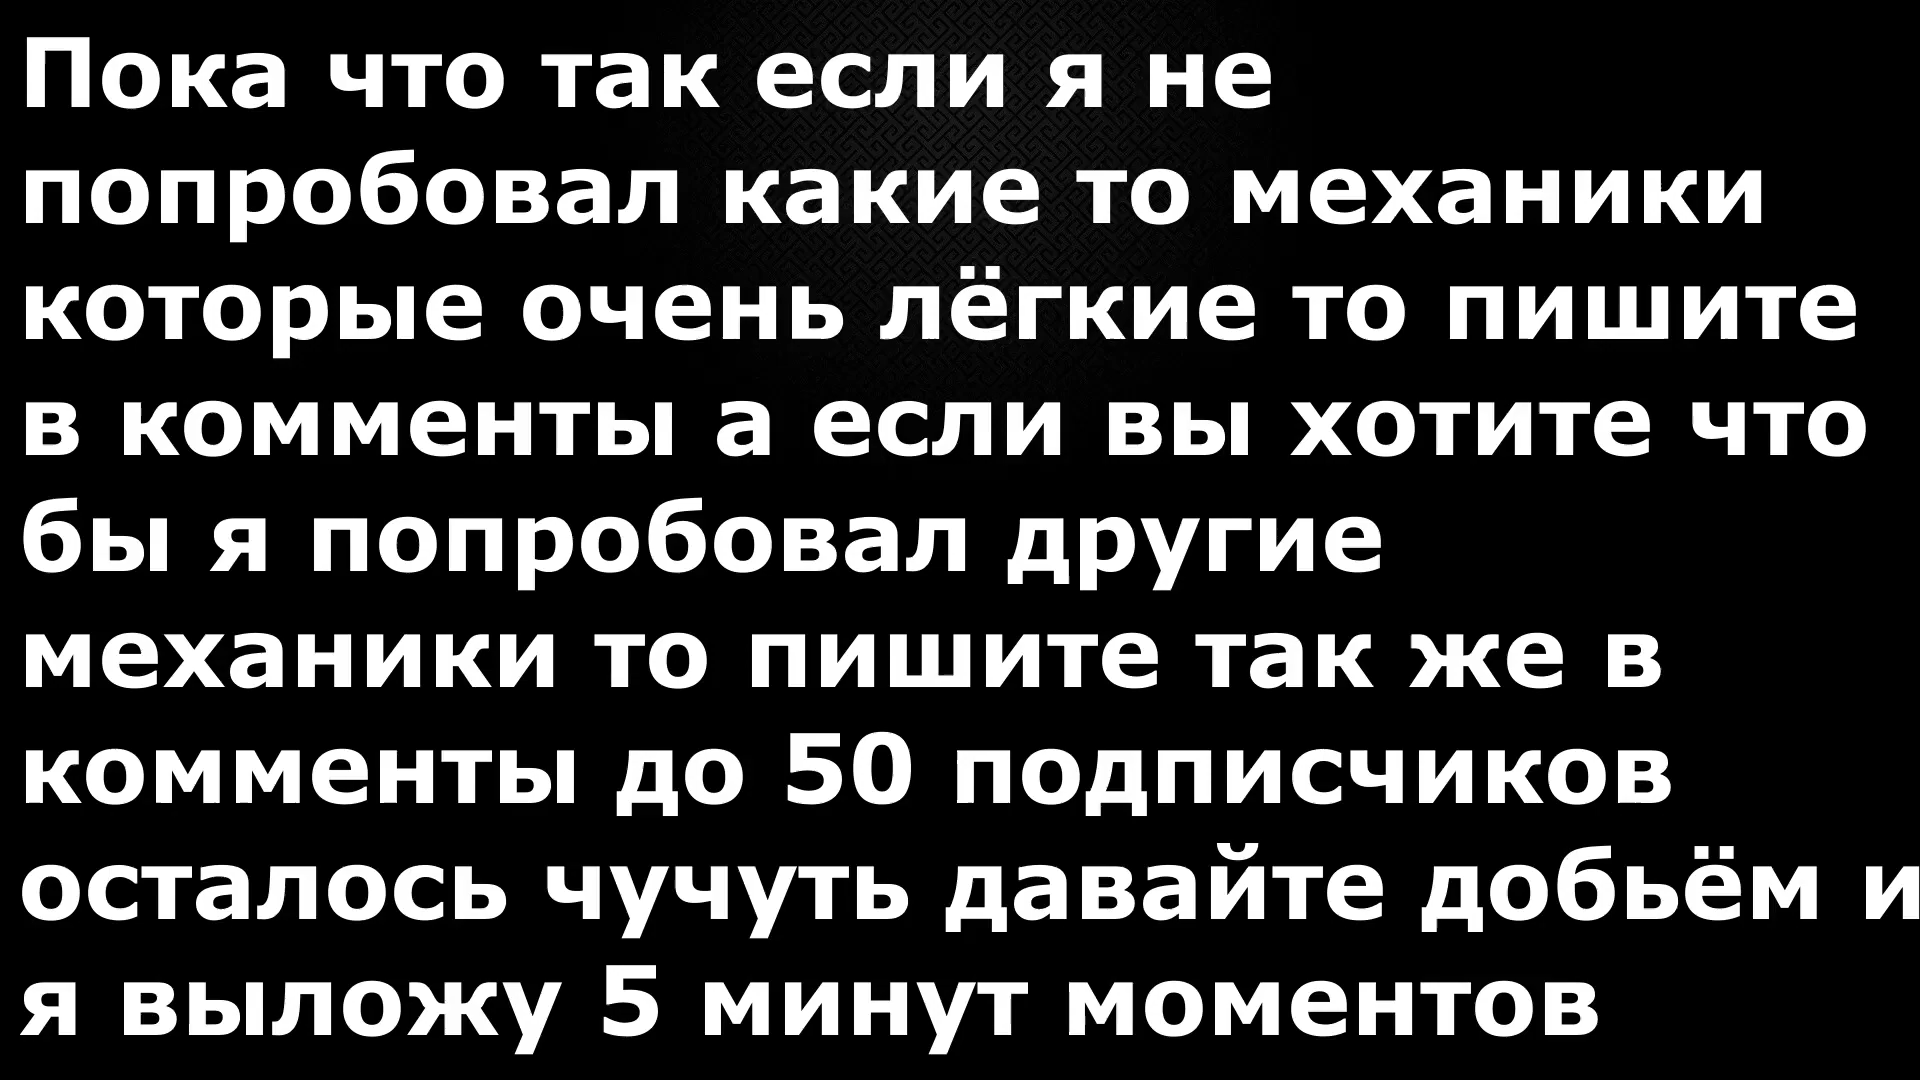 Пока что так если я не
попробовал какие то механики
которые очень лёгкие то пишите
в комменты а если вы хотите что
бы я попробовал другие
механики то пишите так же в
комменты до 50 подписчиков
осталось чучуть давайте добьём и
я выложу 5 минут моментов